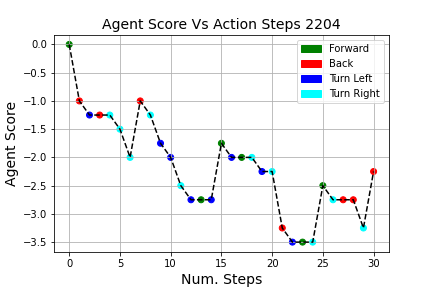 Agent Score Vs Action Steps 2204
Agent Score
0.0
−0.5
−1.0
−1.5
−2.0
−2.5
−3.0
−3.5
Forward
Back
Turn Left
Turn Right
0 5 10 15 20 25 30
Num. Steps